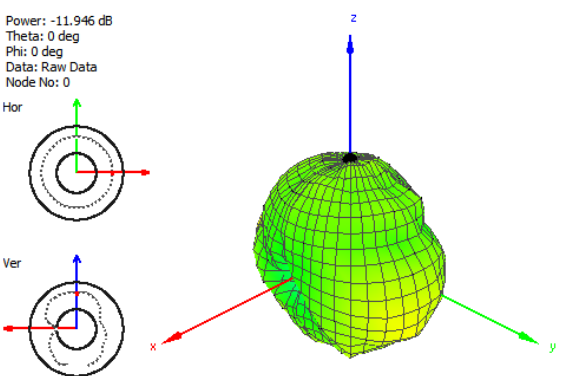 Power: -11.946 dB
Theta: 0 deg
Phi: 0 deg
Data: Raw Data
Node No: 0
Hor
Ver
z
x
y